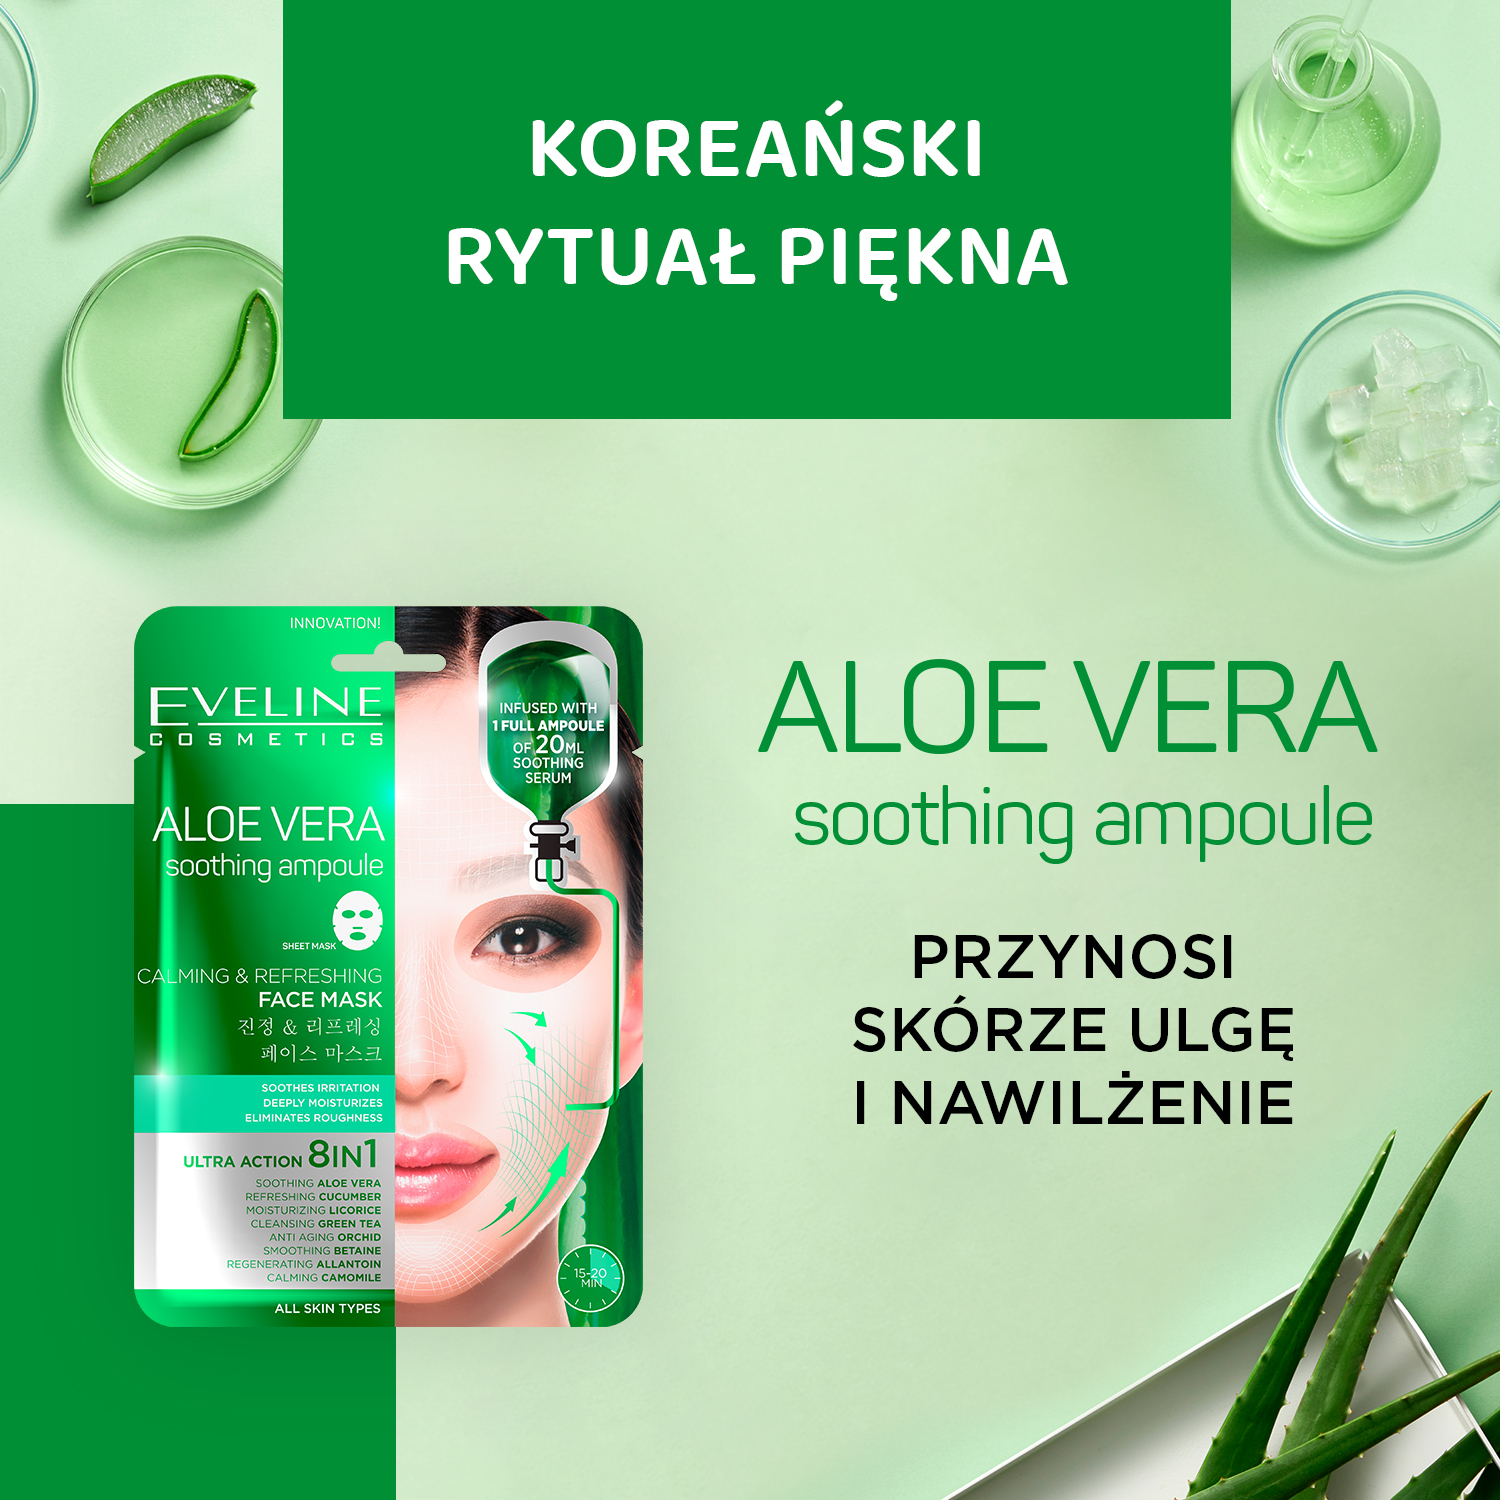 KOREAŃSKI
RYTUAŁ PIĘKNA
INNOVATION!
EVELINE
COSMETICS
ALOE VERA
soothing ampoule
SHEET MASK
CALMING & REFRESHING
FACE MASK
진정 & 리프레싱
페이스 마스크
SOOTHES IRRITATION
DEEPLY MOISTURIZES
ELIMINATES ROUGHNESS
ULTRA ACTION 8IN1
SOOTHING ALOE VERA
REFRESHING CUCUMBER
MOISTURIZING LICORICE
CLEANSING GREEN TEA
ANTI AGING ORCHID
SMOOTHING BETAINE
REGENERATING ALLANTOIN
CALMING CAMOMILE
ALL SKIN TYPES
INFUSED WITH
1 FULL AMPOULE
OF 20ML
SOOTHING
SERUM
15-20
MIN
ALOE VERA
soothing ampoule
PRZYNOSI
SKÓRZE ULGĘ
I NAWILŻENIE